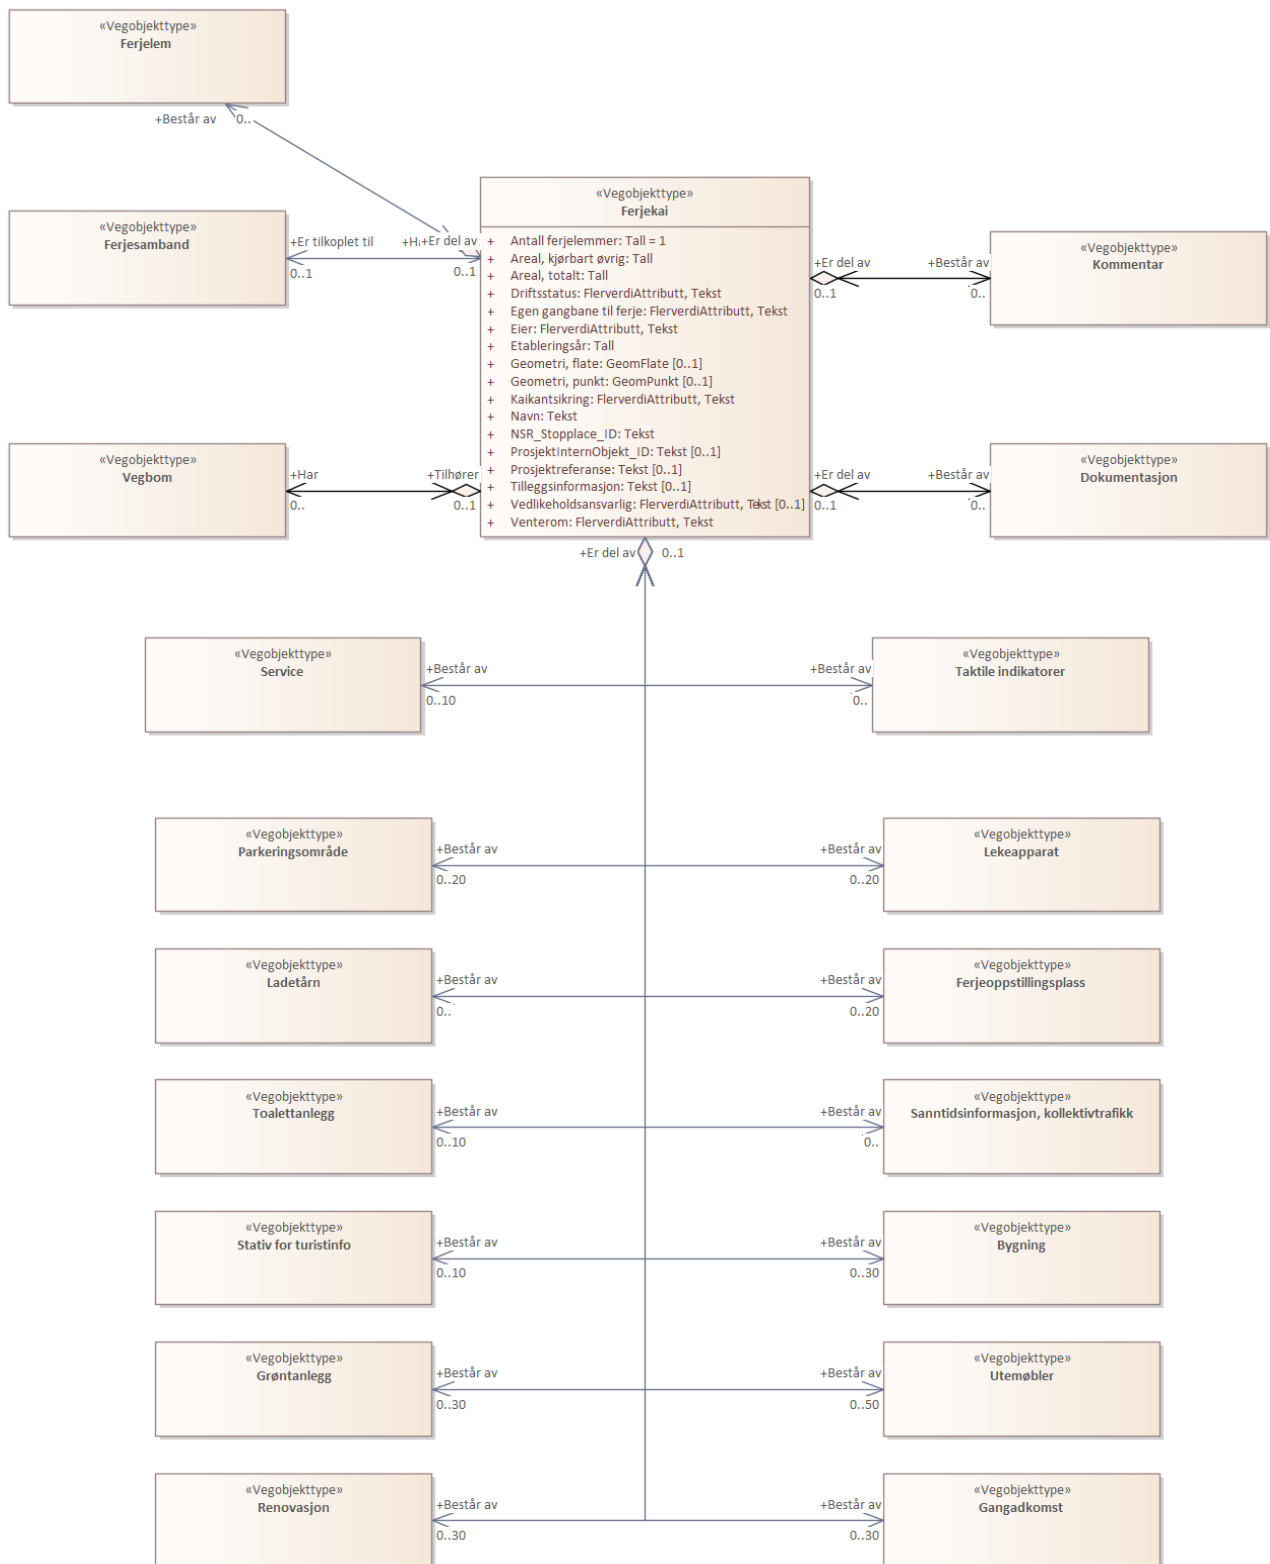 «Vegobjekttype»
Ferjelem
+Består av
0..
«Vegobjekttype»
Ferjesamband
+Er tilkoplet til
0..1
+Er del av
0..1
«Vegobjekttype»
Ferjekai
+ Antall ferjelemmer: Tall = 1
+ Areal, kjørbart øvrig: Tall
+ Areal, totalt: Tall
+ Driftsstatus: FlerverdiAttributt, Tekst
+ Egen gangbane til ferje: FlerverdiAttributt, Tekst
+ Eier: FlerverdiAttributt, Tekst
+ Etableringsår: Tall
+ Geometri, flate: GeomFlate [0..1]
+ Geometri, punkt: GeomPunkt [0..1]
+ Kaikantsikring: FlerverdiAttributt, Tekst
+ Navn: Tekst
+ NSR_Stopplace_ID: Tekst
+ ProsjektInternObjekt_ID: Tekst [0..1]
+ Prosjektreferanse: Tekst [0..1]
+ Tilleggsinformasjon: Tekst [0..1]
+ Vedlikeholdsansvarlig: FlerverdiAttributt, Tekst [0..1]
+ Venterom: FlerverdiAttributt, Tekst
+Er del av
0..1
+Består av
0..
«Vegobjekttype»
Kommentar
«Vegobjekttype»
Vegbom
+Har
0..
+Tilhører
0..1
+Er del av
0..1
+Består av
0..
«Vegobjekttype»
Dokumentasjon
+Er del av
0..1
«Vegobjekttype»
Service
+Består av
0..10
+Består av
0..
«Vegobjekttype»
Taktile indikatorer
«Vegobjekttype»
Parkeringsområde
+Består av
0..20
+Består av
0..20
«Vegobjekttype»
Lekeapparat
«Vegobjekttype»
Ladetårn
+Består av
0..
+Består av
0..20
«Vegobjekttype»
Ferjeoppstillingsplass
«Vegobjekttype»
Toalettanlegg
+Består av
0..10
+Består av
0..
«Vegobjekttype»
Sanntidsinformasjon, kollektivtrafikk
«Vegobjekttype»
Stativ for turistinfo
+Består av
0..10
+Består av
0..30
«Vegobjekttype»
Bygning
«Vegobjekttype»
Grøntanlegg
+Består av
0..30
+Består av
0..50
«Vegobjekttype»
Utemøbler
«Vegobjekttype»
Renovasjon
+Består av
0..30
+Består av
0..30
«Vegobjekttype»
Gangadkomst